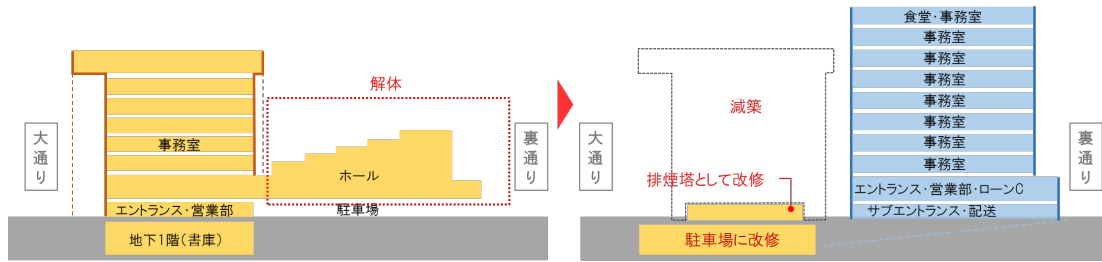 大通り
事務室
エントランス・営業部
地下1階(書庫)
解体
ホール
駐車場
裏通り
大通り
減築
排煙塔として改修
駐車場に改修
食堂・事務室
事務室
事務室
事務室
事務室
事務室
事務室
事務室
エントランス・営業部・ローンC
サブエントランス・配送
裏通り